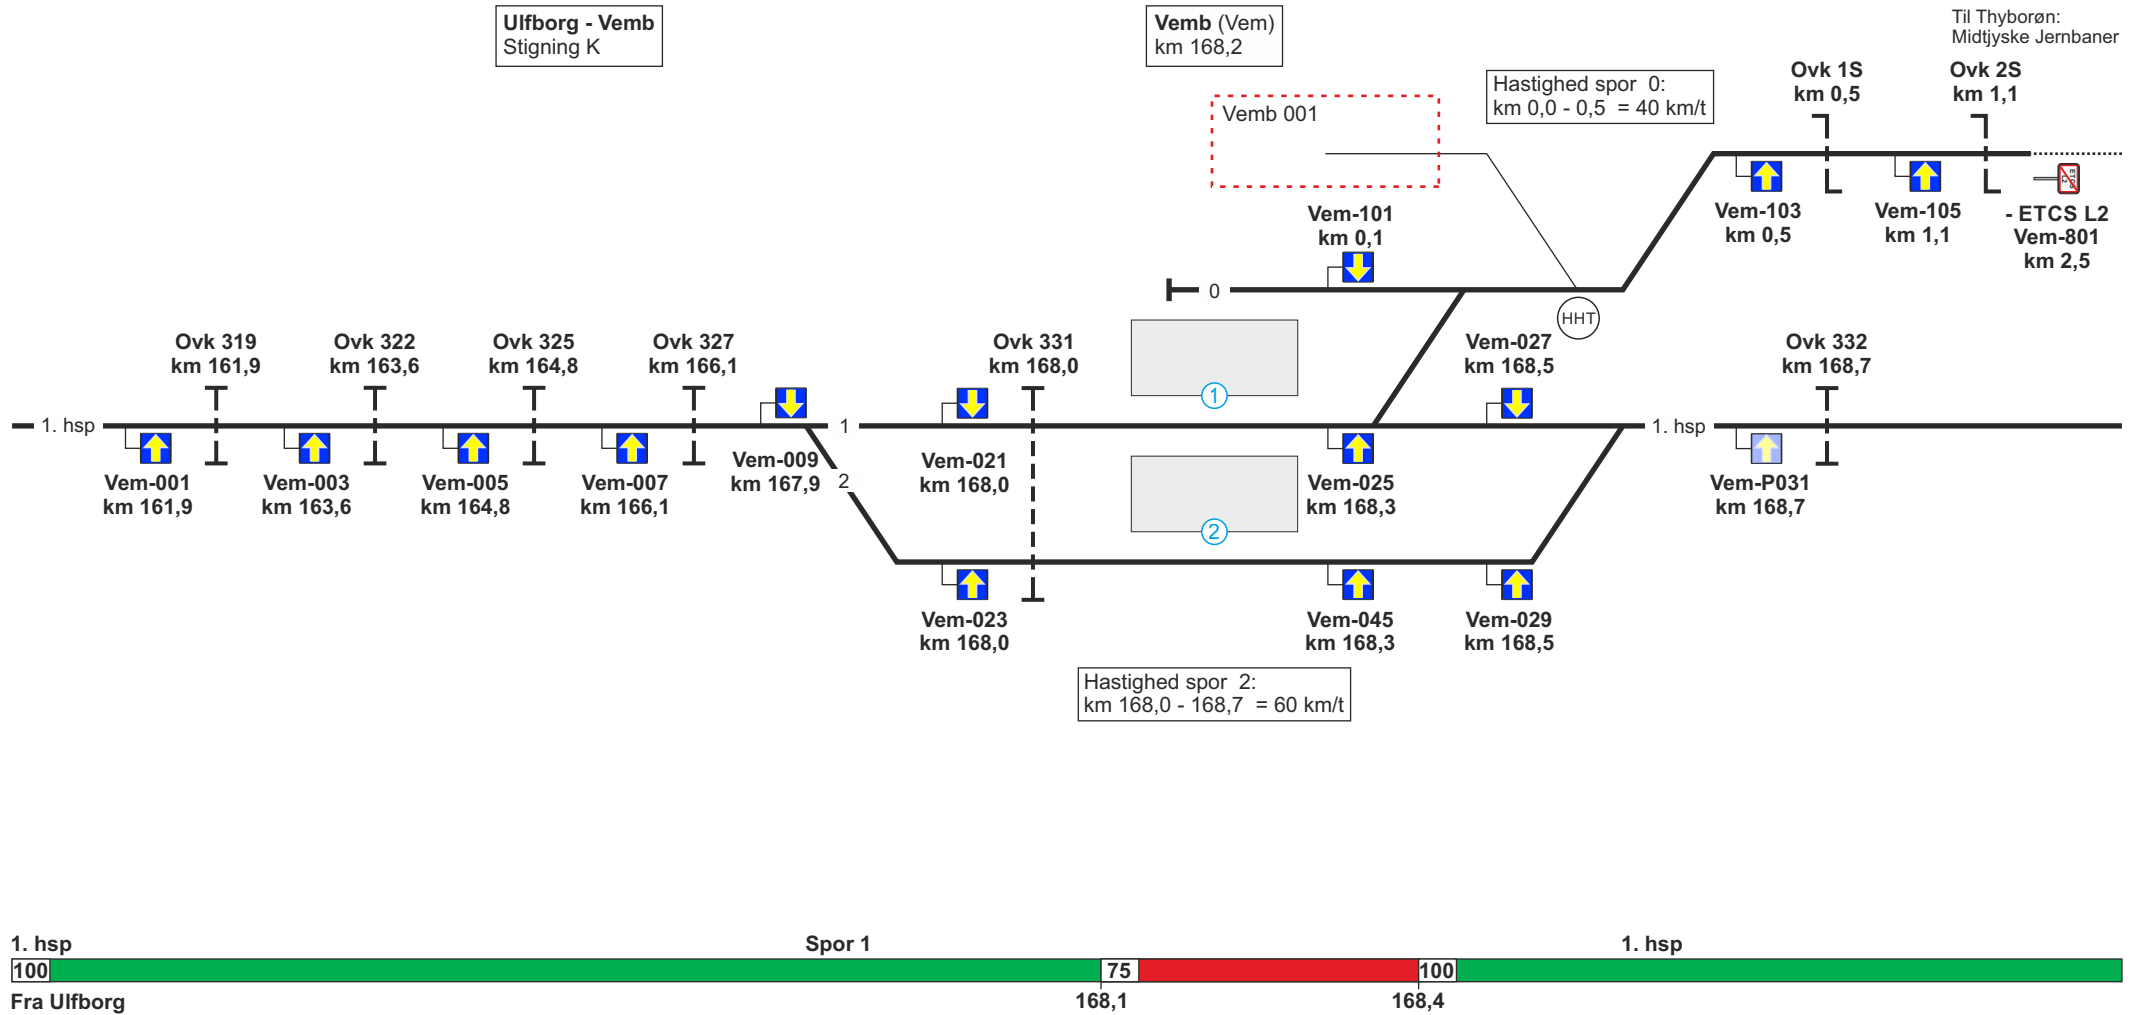 Ulfborg - Vemb
Stigning K
Vemb (Vem)
km 168,2
Til Thyborøn:
Midtjyske Jernbaner
Hastighed spor 0:
km 0,0 - 0,5 = 40 km/t
Ovk 1S
km 0,5
Ovk 2S
km 1,1
Vemb 001
Vem-101
km 0,1
Vem-103
km 0,5
Vem-105
km 1,1
ETCS
L2
- ETCS L2
Vem-801
km 2,5
0
HHT
Ovk 319
km 161,9
Ovk 322
km 163,6
Ovk 325
km 164,8
Ovk 327
km 166,1
Ovk 331
km 168,0
Vem-027
km 168,5
Ovk 332
km 168,7
1
1. hsp
1
1. hsp
Vem-001
km 161,9
Vem-003
km 163,6
Vem-005
km 164,8
Vem-007
km 166,1
Vem-009
km 167,9
2
Vem-021
km 168,0
Vem-025
km 168,3
Vem-P031
km 168,7
2
Vem-023
km 168,0
Vem-045
km 168,3
Vem-029
km 168,5
Hastighed spor 2:
km 168,0 - 168,7 = 60 km/t
1. hsp
Spor 1
1. hsp
100
75
100
Fra Ulfborg
168,1
168,4